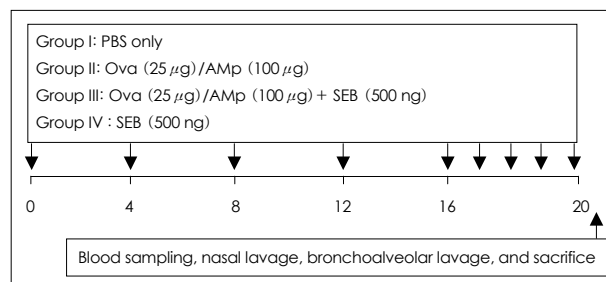 Group I: PBS only
Group II: Ova (25 μg)/AMp (100 μg)
Group III: Ova (25 μg)/AMp (100 μg)+ SEB (500 ng)
Group IV : SEB (500 ng)
0 4 8 12 16 20
Blood sampling, nasal lavage, bronchoalveolar lavage, and sacrifice